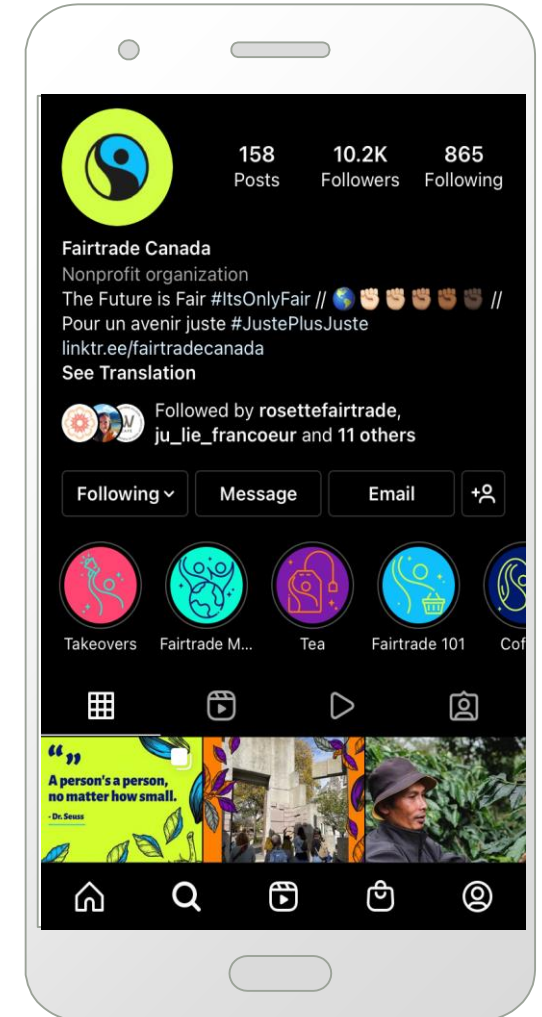 158 10.2K 865
Posts Followers Following
Fairtrade Canada
Nonprofit organization
The Future is Fair #ItsOnlyFair // 🌎✊🏻✊🏼✊🏽✊🏾✊🏿 //
Pour un avenir juste #JustePlusJuste
linktr.ee/fairtradecanada
See Translation
Followed by rosettefairtrade,
ju_lie_francoeur and 11 others
Following Message Email
Takeovers Fairtrade M... Tea Fairtrade 101 Cof
“„
A person's a person,
no matter how small.
- Dr. Seuss